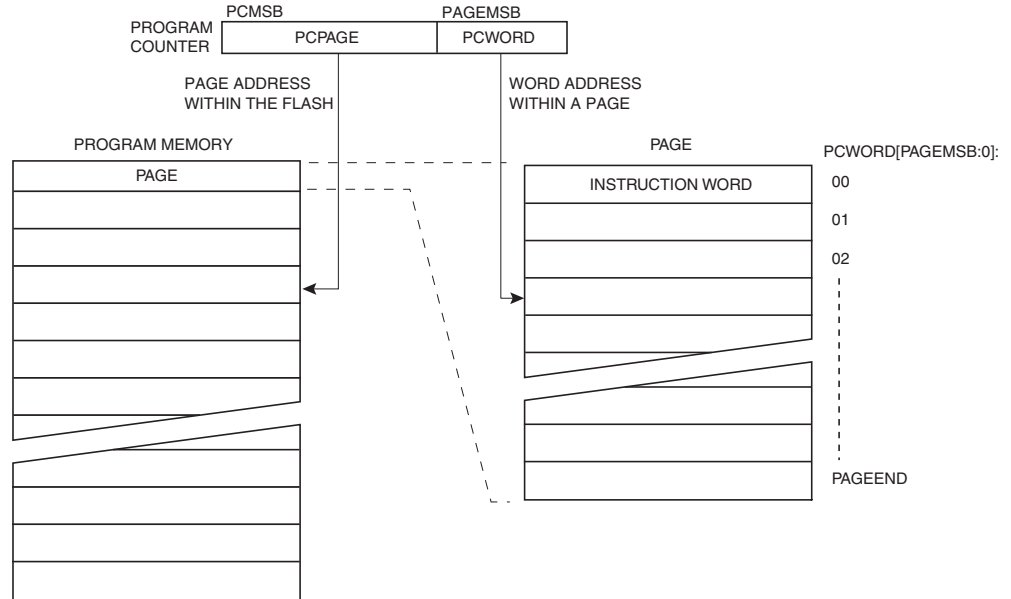 PCMSB
PAGEMSB
PROGRAM
COUNTER
PCPAGE
PCWORD
PAGE ADDRESS
WITHIN THE FLASH
WORD ADDRESS
WITHIN A PAGE
PROGRAM MEMORY
PAGE
PAGE
PCWORD[PAGEMSB:0]:
INSTRUCTION WORD
00
01
02
PAGEEND